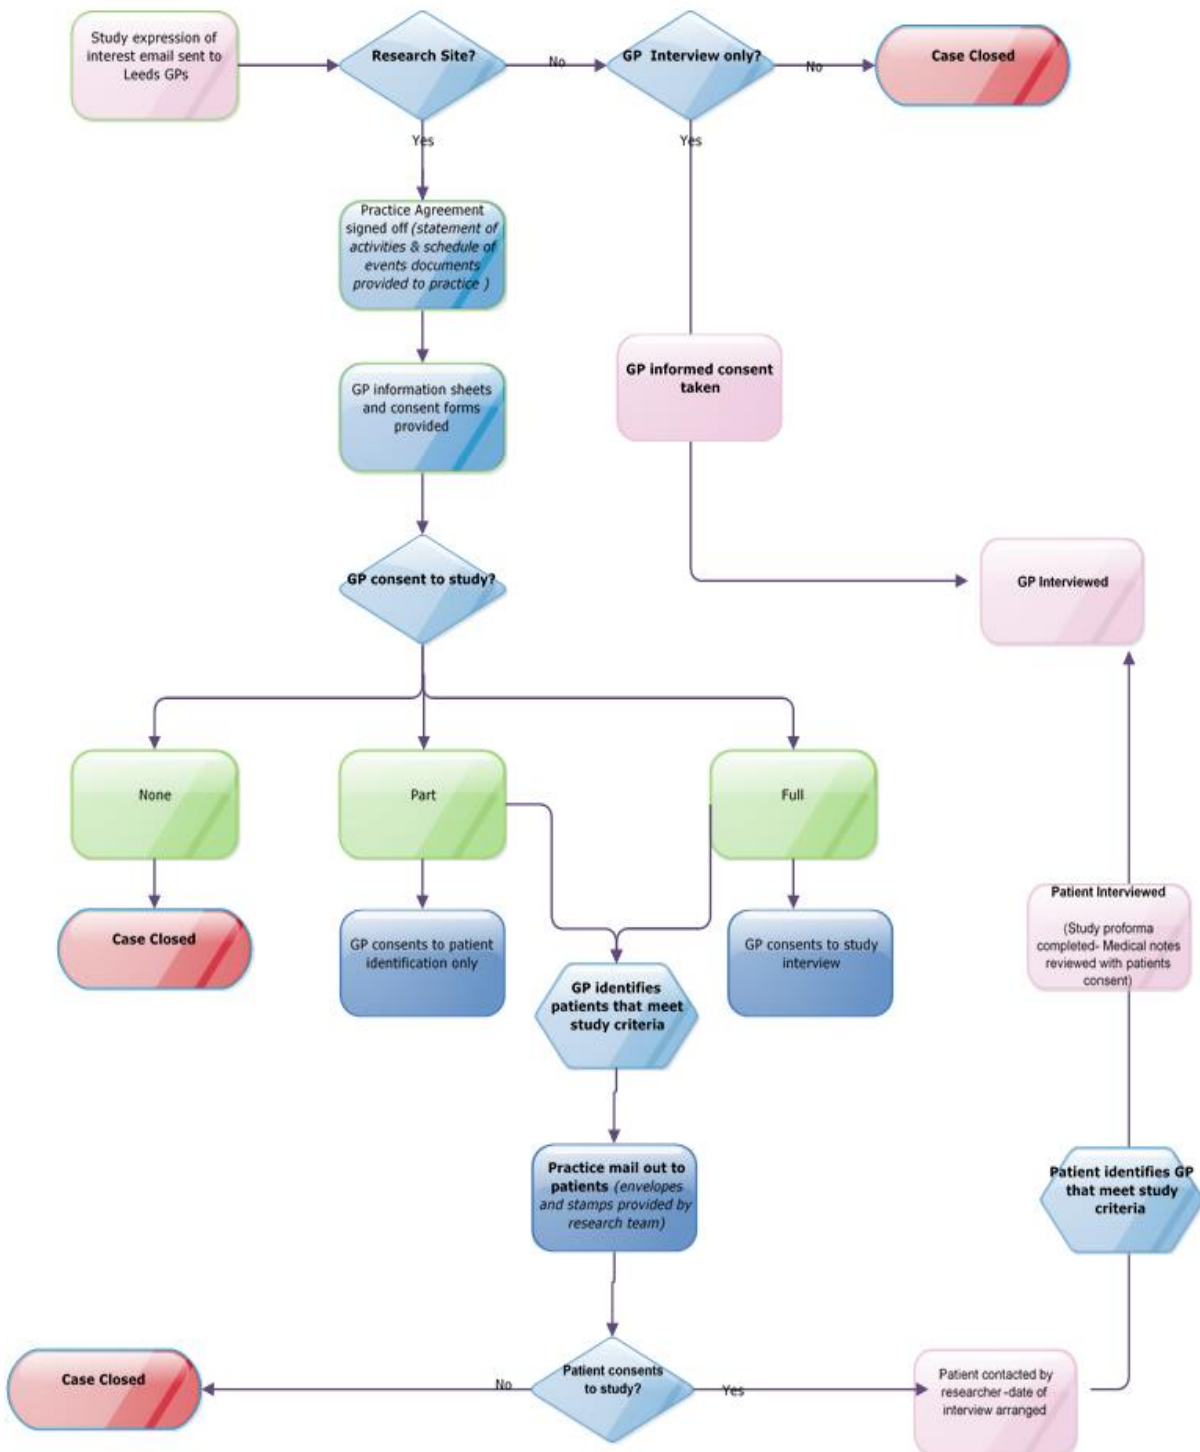 Study expression of
interest email sent to
Leeds GPs
Research Site?
No
GP  Interview only?
No
Case Closed
Yes
Yes
Practice Agreement
signed off (statement of
activities & schedule of
events documents
provided to practice )
GP information sheets
and consent forms
provided
GP informed consent
taken
GP consent to study?
GP Interviewed
None
Part
Full
Case Closed
GP consents to patient
identification only
GP consents to study
interview
Patient Interviewed
(Study proforma
completed- Medical notes
reviewed with patients
consent)
GP identifies
patients that meet
study criteria
Practice mail out to
patients (envelopes
and stamps provided by
research team)
Patient identifies GP
that meet study
criteria
Patient consents
to study?
No
Yes
Case Closed
Patient contacted by
researcher-date of
interview arranged